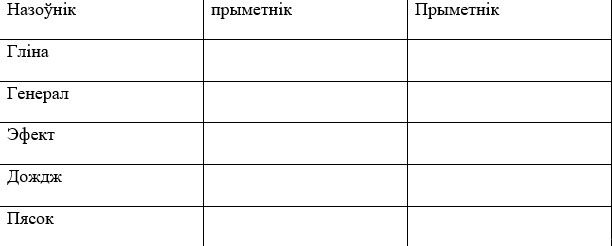 Назоўнік прыметнік Прыметнік
Гліна
Генерал
Эфект
Дождж
Пясок